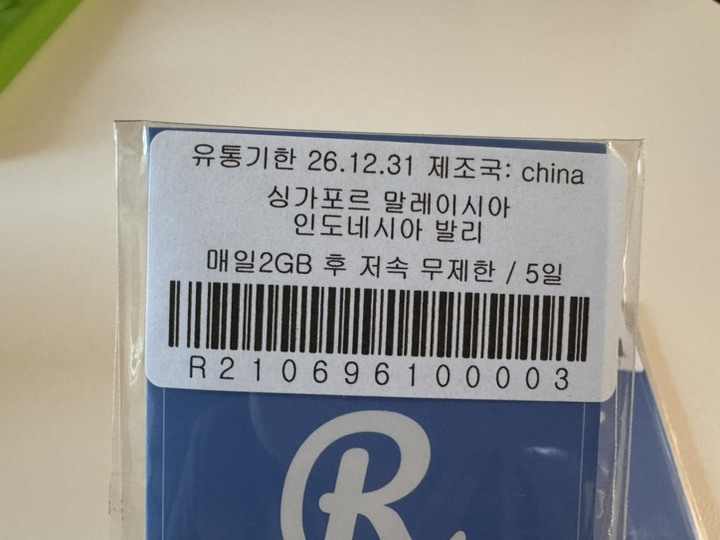 유통기한 26.12.31 제조국: china
싱가포르 말레이시아
인도네시아 발리
매일2GB 후 저속 무제한 / 5일
R210696100003
R